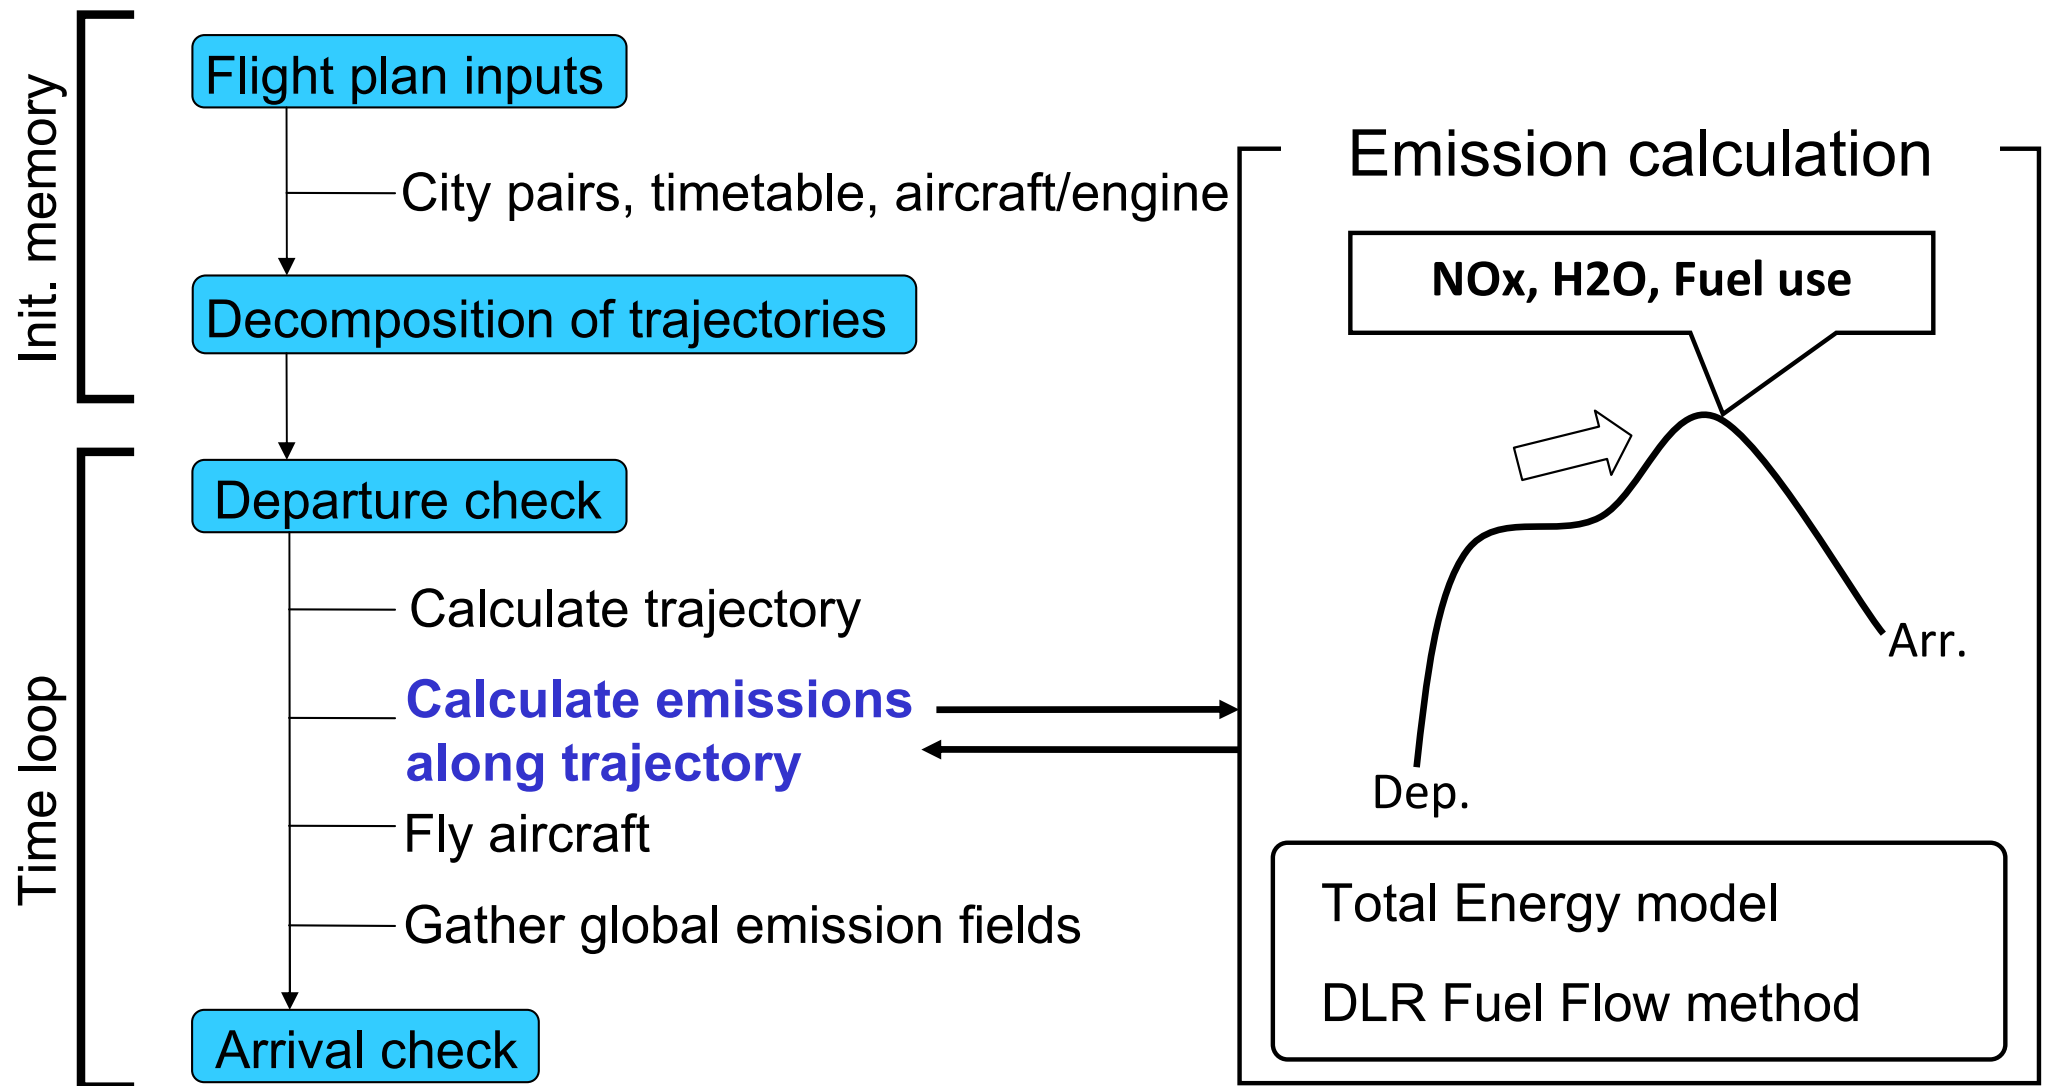 Init. memory
Flight plan inputs
City pairs, timetable, aircraft/engine
Decomposition of trajectories
Time loop
Departure check
Calculate trajectory
Calculate emissions
along trajectory
Fly aircraft
Gather global emission fields
Arrival check
Emission calculation
NOx, H2O, Fuel use
Arr.
Dep.
Total Energy model
DLR Fuel Flow method